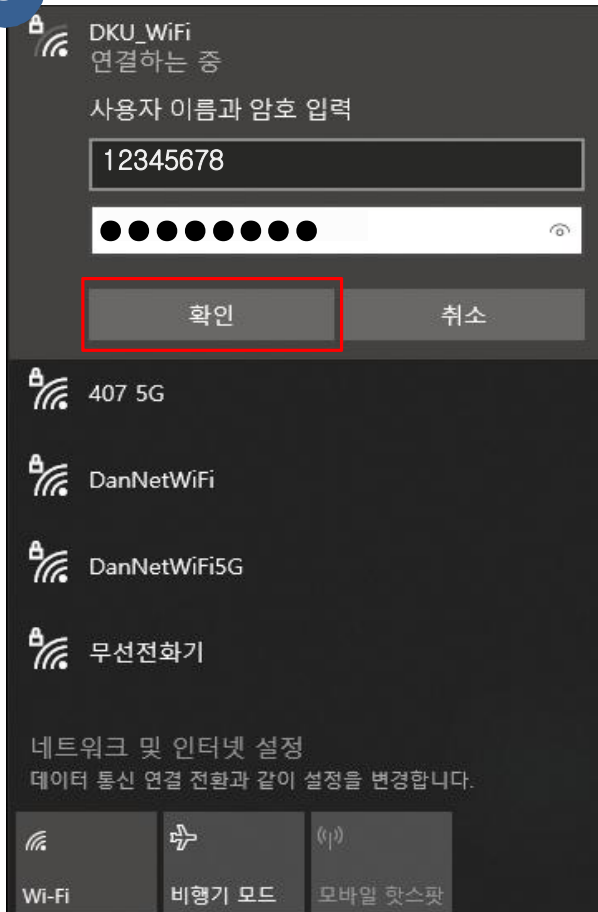 DKU_WiFi
연결하는 중
사용자 이름과 암호 입력
12345678
●●●●●●●●
확인 취소
407 5G
DanNetWiFi
DanNetWiFi5G
무선전화기
네트워크 및 인터넷 설정
데이터 통신 연결 전환과 같이 설정을 변경합니다.
Wi-Fi 비행기 모드 모바일 핫스팟